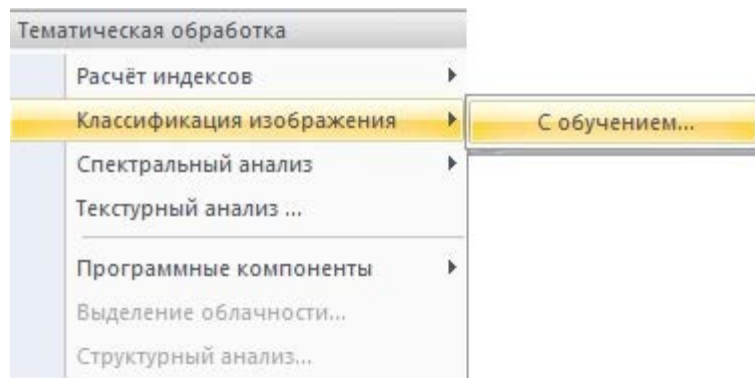 Тематическая обработка
Расчёт индексов
Классификация изображения
С обучением...
Спектральный анализ
Текстурный анализ ...
Программные компоненты
Выделение облачности...
Структурный анализ...